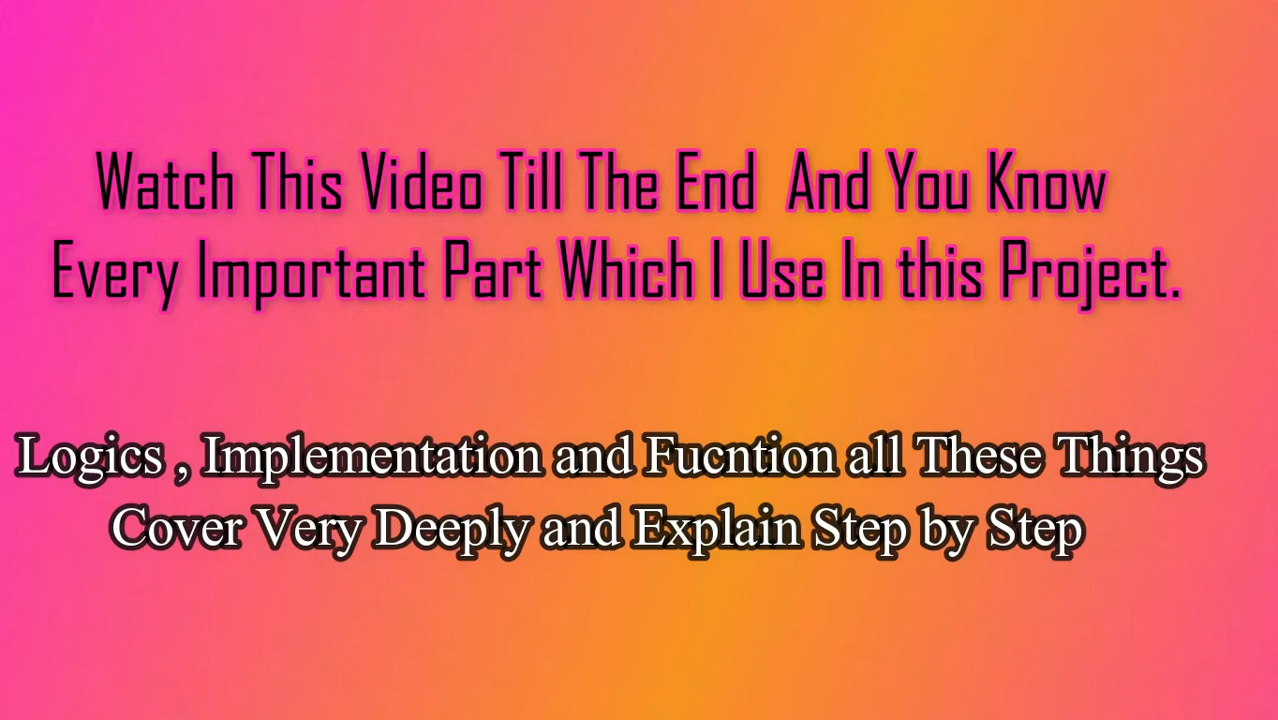 Watch This Video Till The End And You Know
Every Important Part Which I Use In this Project.
Logics , Implementation and Fucntion all These Things
Cover Very Deeply and Explain Step by Step